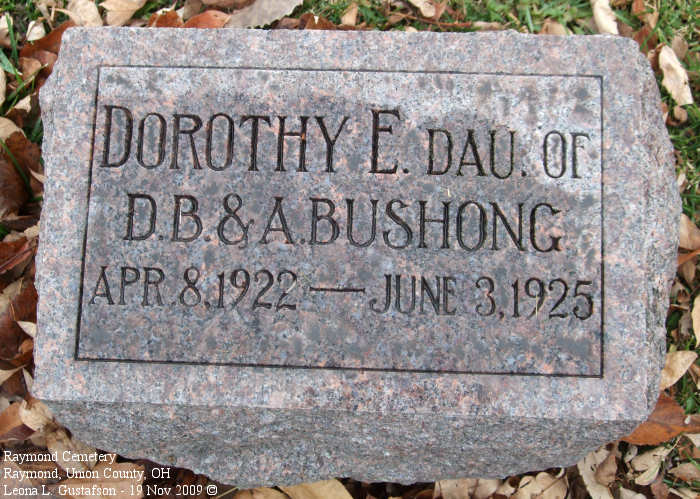 DOROTHY E. DAU. OF
D.B. & A. BUSHONG
APR 8, 1922 — JUNE 3, 1925
Raymond Cemetery
Raymond, Union County, OH
Leona L. Gustafson - 19 Nov 2009 ©